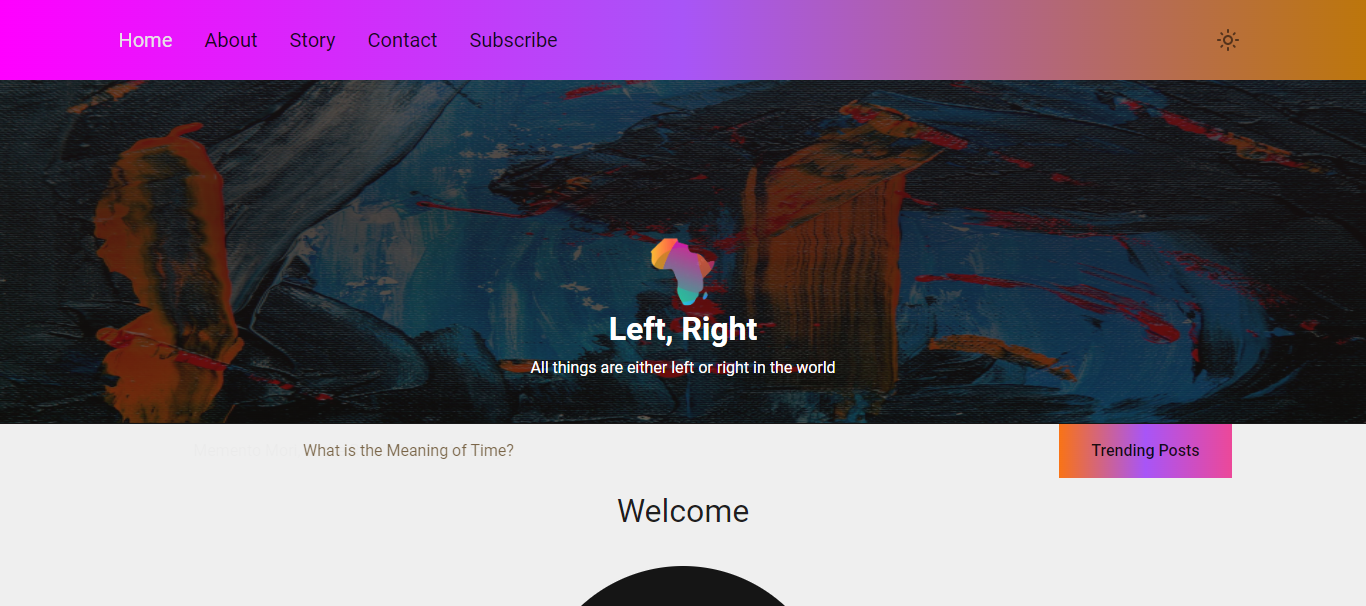 Home About Story Contact Subscribe
Left, Right
All things are either left or right in the world
What is the Meaning of Time? Trending Posts
Welcome